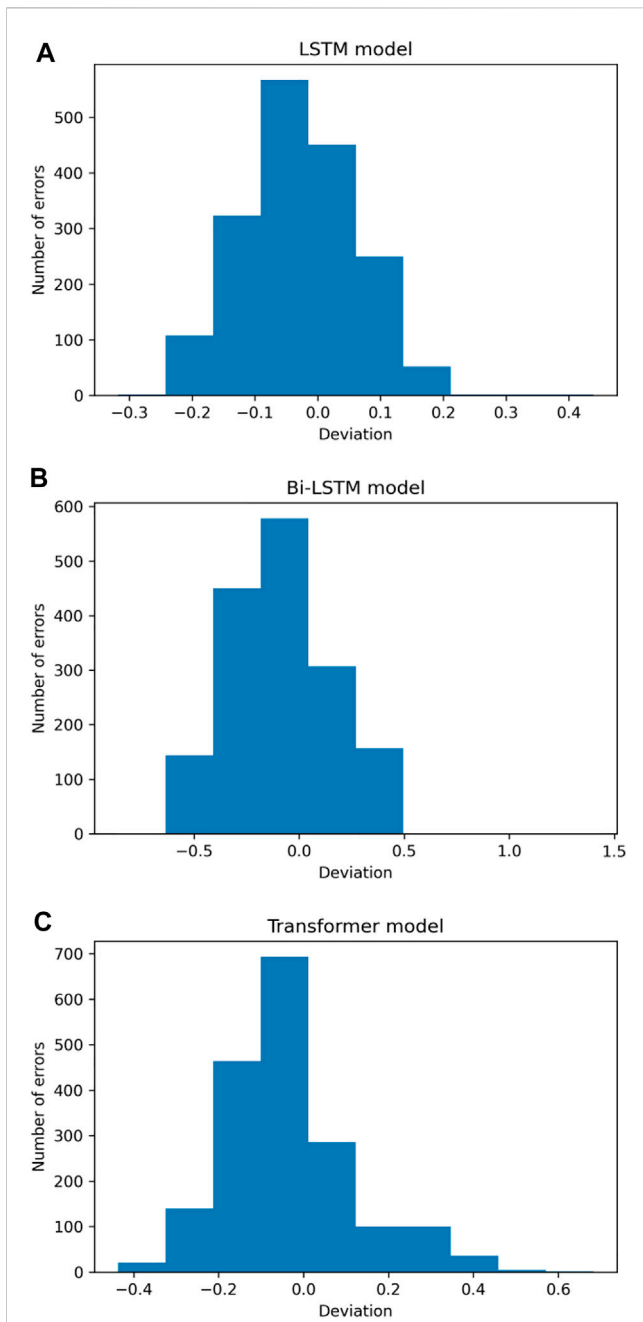 A
LSTM model
Number of errors
500
400
300
200
100
0
−0.3 −0.2 −0.1 0.0 0.1 0.2 0.3 0.4
Deviation
B
Bi-LSTM model
Number of errors
600
500
400
300
200
100
0
−0.5 0.0 0.5 1.0 1.5
Deviation
C
Transformer model
Number of errors
700
600
500
400
300
200
100
0
−0.4 −0.2 0.0 0.2 0.4 0.6
Deviation